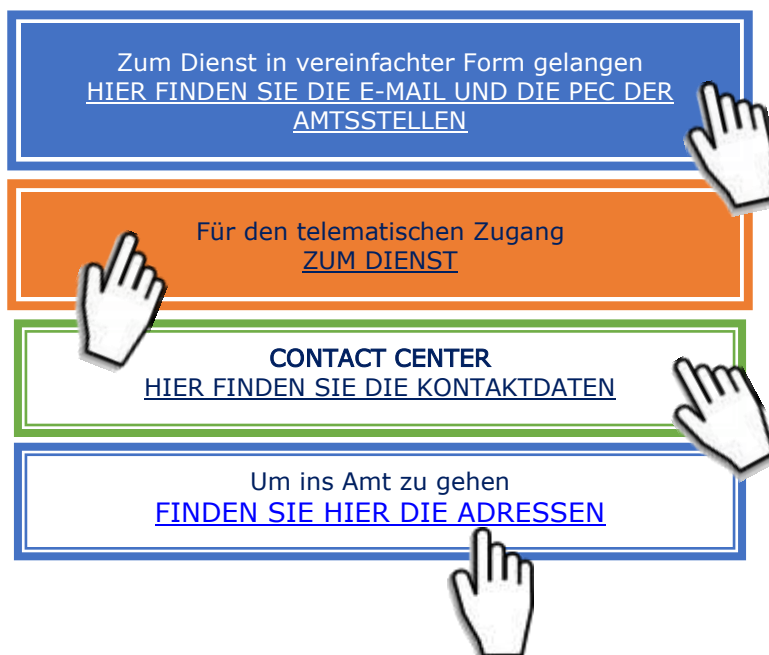 Zum Dienst in vereinfachter Form gelangen
HIER FINDEN SIE DIE E-MAIL UND DIE PEC DER
AMTSSTELLEN
Für den telematischen Zugang
ZUM DIENST
CONTACT CENTER
HIER FINDEN SIE DIE KONTAKTDATEN
Um ins Amt zu gehen
FINDEN SIE HIER DIE ADRESSEN